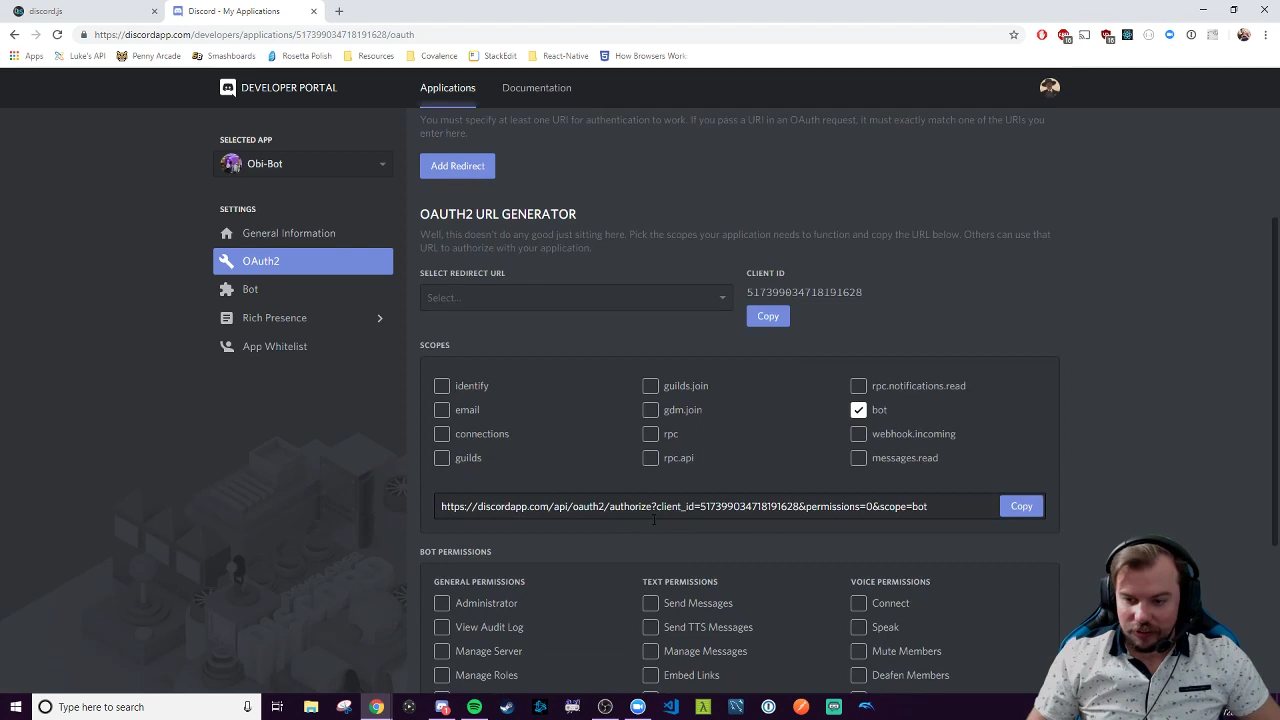 discord.js
Discord - My Applications
https://discordapp.com/developers/applications/517399034718191628/oauth
Apps
Luke's API
Penny Arcade
Smashboards
Rosetta Polish
Resources
Covalence
StackEdit
React-Native
How Browsers Work
DEVELOPER PORTAL
Applications
Documentation
SELECTED APP
Obi-Bot
SETTINGS
General Information
OAuth2
Bot
Rich Presence
App Whitelist
You must specify at least one URI for authentication to work. If you pass a URI in an OAuth request, it must exactly match one of the URIs you
enter here.
Add Redirect
OAUTH2 URL GENERATOR
Well, this doesn't do any good just sitting here. Pick the scopes your application needs to function and copy the URL below. Others can use that
URL to authorize with your application.
SELECT REDIRECT URL
Select...
CLIENT ID
517399034718191628
Copy
SCOPES
identify
guilds.join
rpc.notifications.read
email
gdm.join
bot
connections
rpc
webhook.incoming
guilds
rpc.api
messages.read
https://discordapp.com/api/oauth2/authorize?client_id=517399034718191628&permissions=0&scope=bot
Copy
BOT PERMISSIONS
GENERAL PERMISSIONS
TEXT PERMISSIONS
VOICE PERMISSIONS
Administrator
Send Messages
Connect
View Audit Log
Send TTS Messages
Speak
Manage Server
Manage Messages
Mute Members
Manage Roles
Embed Links
Deafen Members
Type here to search